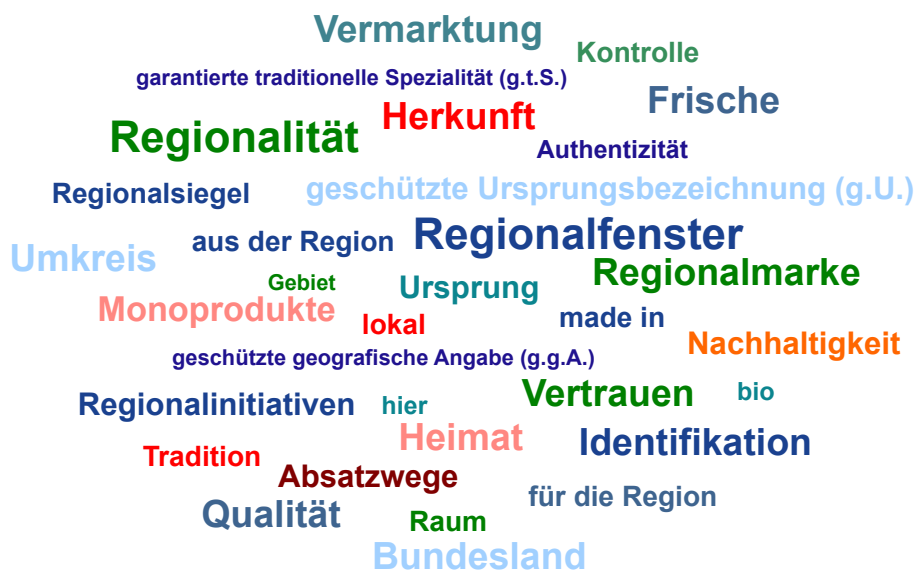 Vermarktung
Kontrolle
garantierte traditionelle Spezialität (g.t.S.)
Frische
Herkunft
Regionalität
Authentizität
Regionalsiegel
geschützte Ursprungsbezeichnung (g.U.)
Umkreis
aus der Region
Regionalfenster
Gebiet
Ursprung
Regionalmarke
Monoprodukte
lokal
made in
Nachhaltigkeit
geschützte geografische Angabe (g.g.A.)
Regionalinitiativen
hier
Vertrauen
bio
Heimat
Identifikation
Tradition
Absatzwege
für die Region
Qualität
Raum
Bundesland